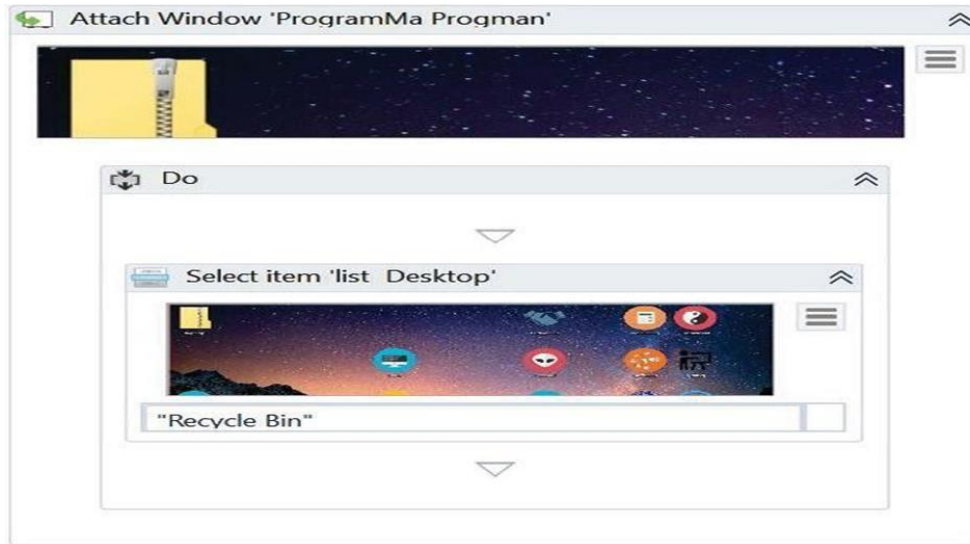 Attach Window 'ProgramMa Progman'
Do
Select item 'list  Desktop'
"Recycle Bin"